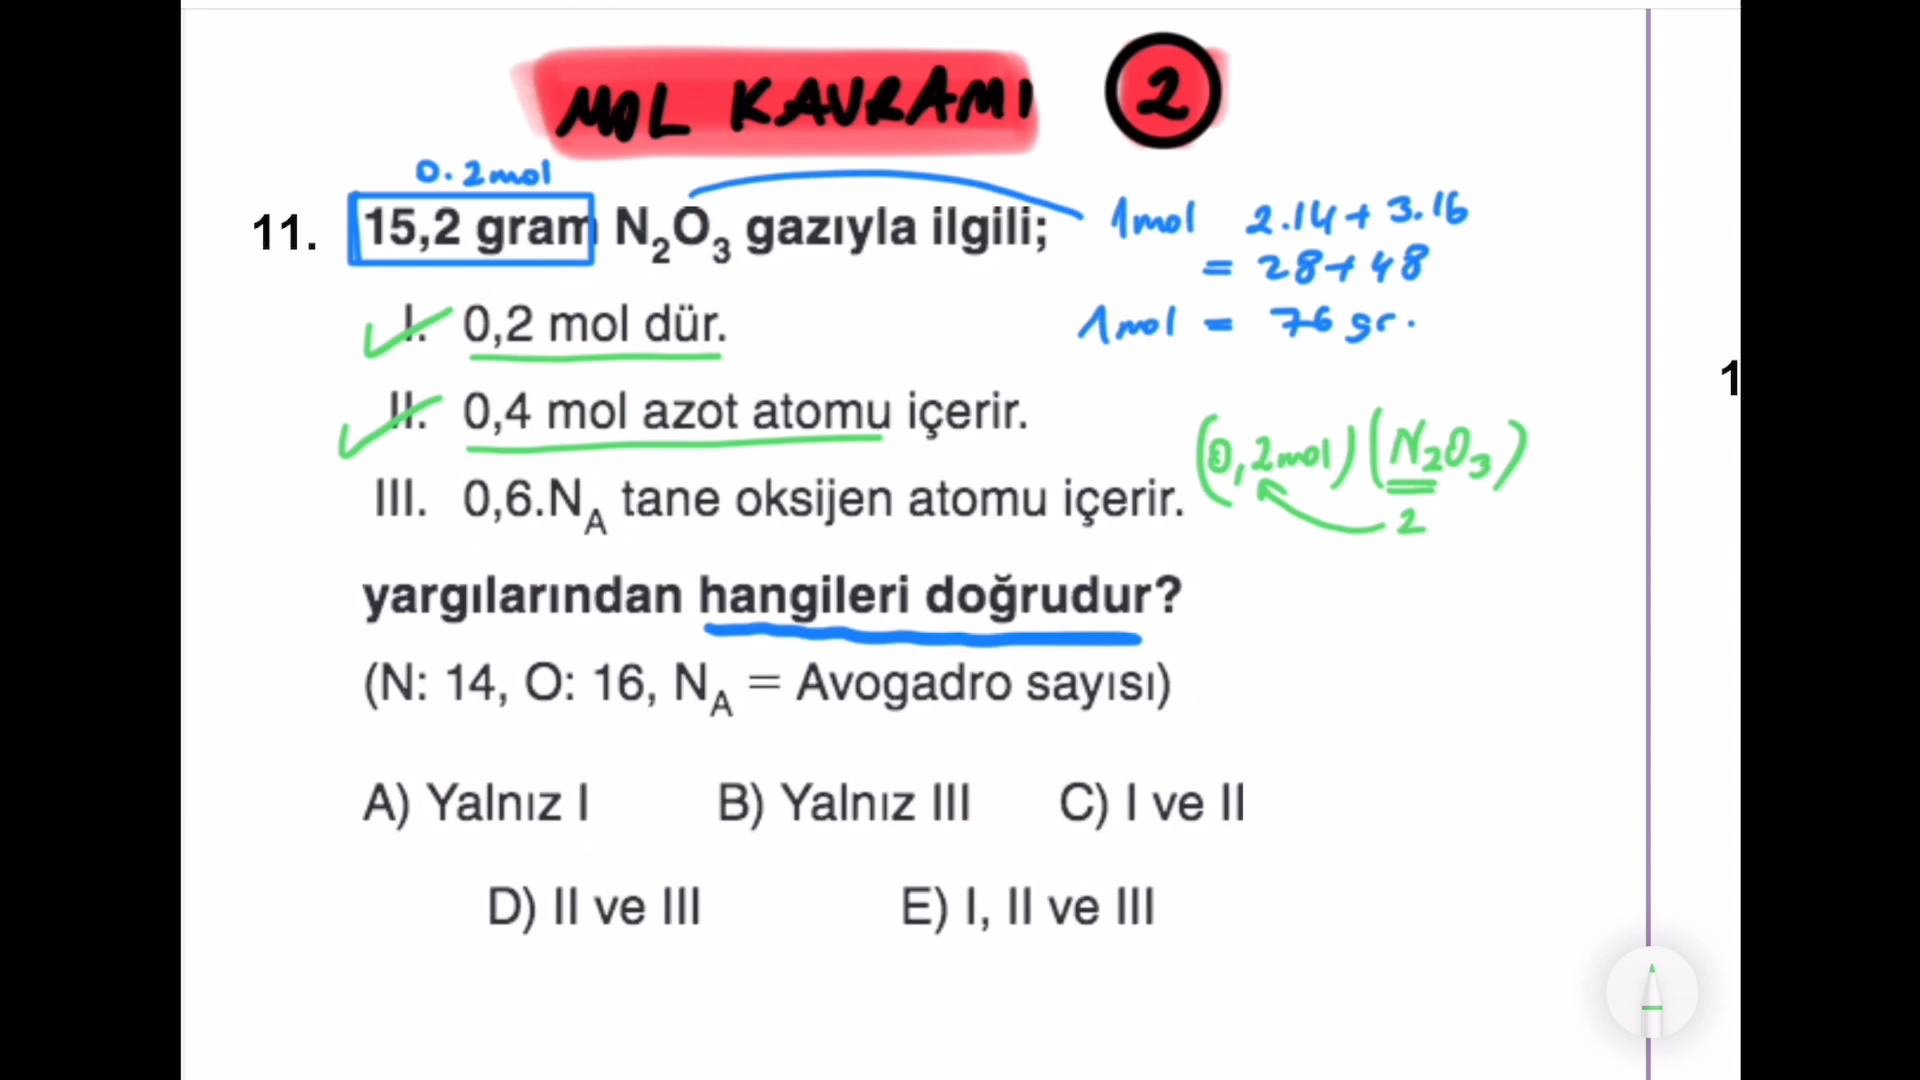 MOL KAVRAMI 2
0.2mol
11. 15,2 gram N₂O₃ gazıyla ilgili;
1mol 2.14+3.16
= 28+48
1mol = 76 gr.
I. 0,2 mol dür.
II. 0,4 mol azot atomu içerir.
(0,2mol)(N₂O₃)
2
III. 0,6.N_A tane oksijen atomu içerir.
yargılarından hangileri doğrudur?
(N: 14, O: 16, N_A = Avogadro sayısı)
A) Yalnız I B) Yalnız III C) I ve II
D) II ve III E) I, II ve III
1